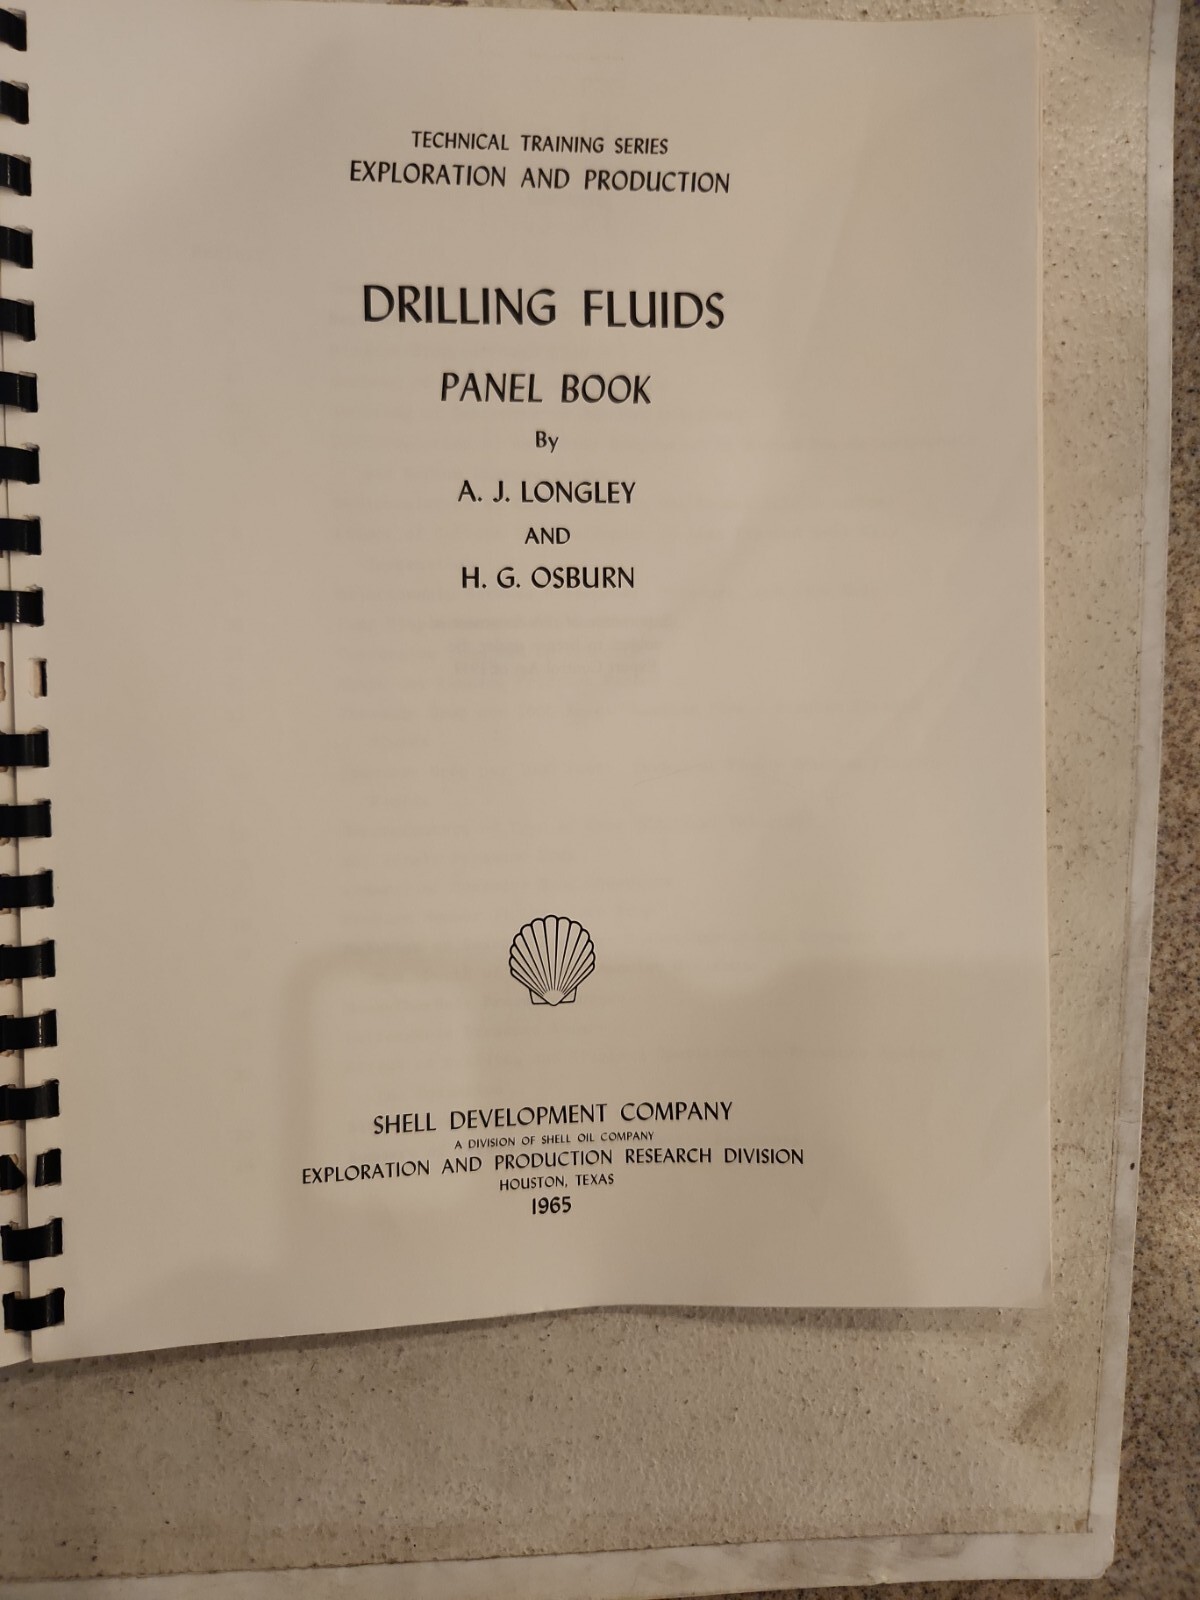 TECHNICAL TRAINING SERIES
EXPLORATION AND PRODUCTION
DRILLING FLUIDS
PANEL BOOK
By
A. J. LONGLEY
AND
H. G. OSBURN
SHELL DEVELOPMENT COMPANY
A DIVISION OF SHELL OIL COMPANY
EXPLORATION AND PRODUCTION RESEARCH DIVISION
HOUSTON, TEXAS
1965